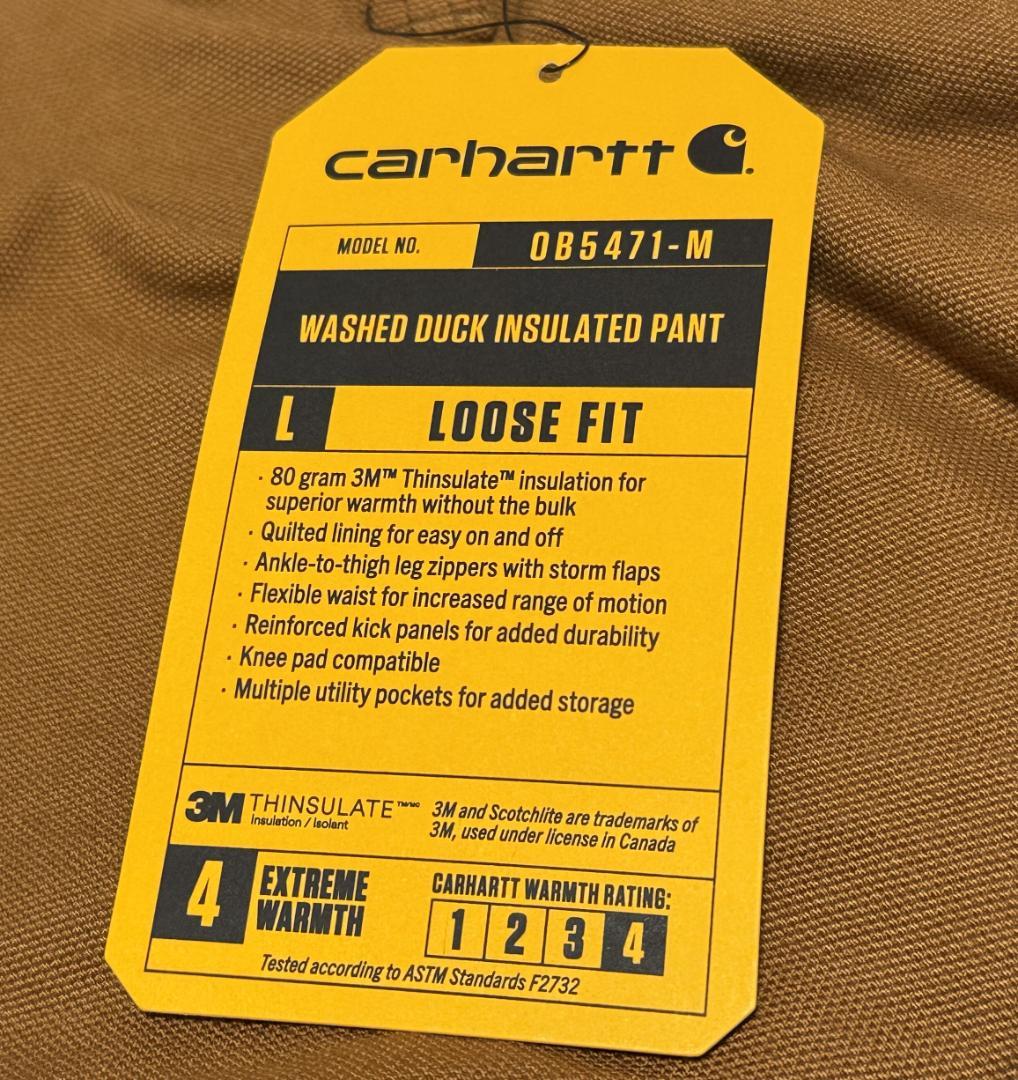 carhartt
MODEL NO. OB5471-M
WASHED DUCK INSULATED PANT
L LOOSE FIT
· 80 gram 3M™ Thinsulate™ insulation for
superior warmth without the bulk
· Quilted lining for easy on and off
· Ankle-to-thigh leg zippers with storm flaps
· Flexible waist for increased range of motion
· Reinforced kick panels for added durability
· Knee pad compatible
· Multiple utility pockets for added storage
3M THINSULATE
Insulation / Isolant
3M and Scotchlite are trademarks of
3M, used under license in Canada
4 EXTREME
WARMTH
CARHARTT WARMTH RATING:
1 2 3 4
Tested according to ASTM Standards F2732